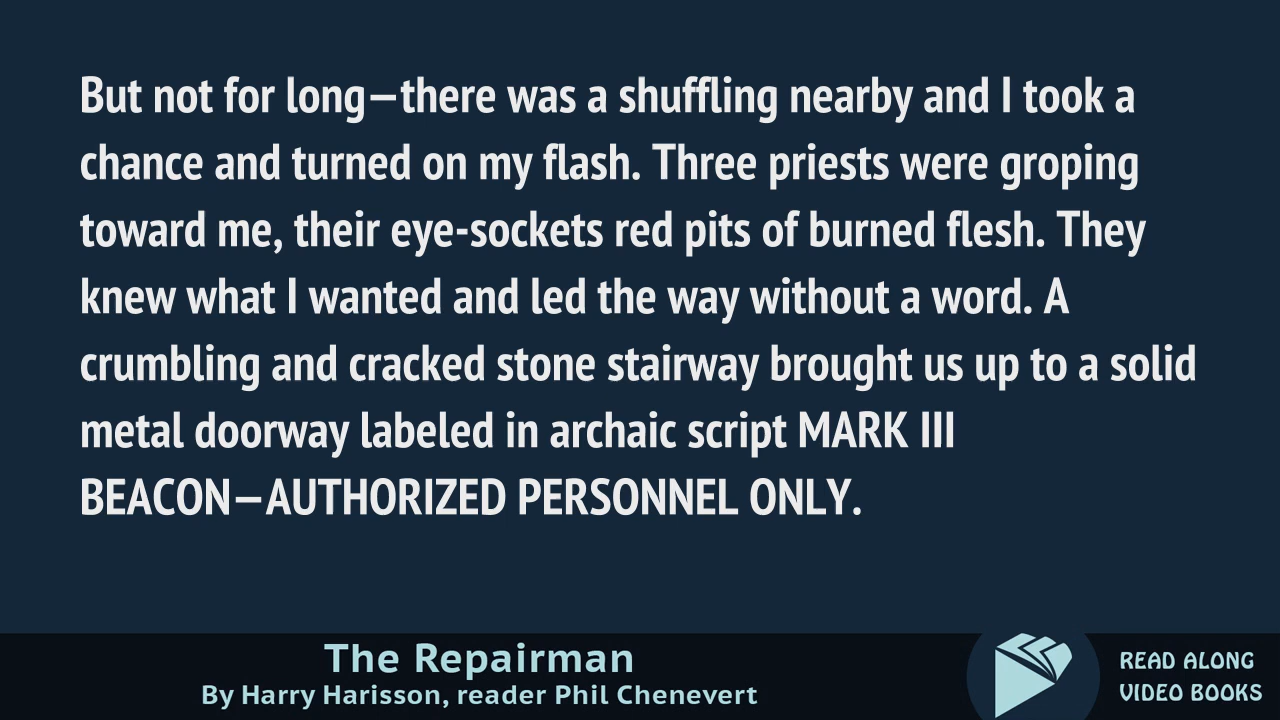 But not for long—there was a shuffling nearby and I took a
chance and turned on my flash. Three priests were groping
toward me, their eye-sockets red pits of burned flesh. They
knew what I wanted and led the way without a word. A
crumbling and cracked stone stairway brought us up to a solid
metal doorway labeled in archaic script MARK III
BEACON—AUTHORIZED PERSONNEL ONLY.
The Repairman
By Harry Harisson, reader Phil Chenevert
READ ALONG
VIDEO BOOKS